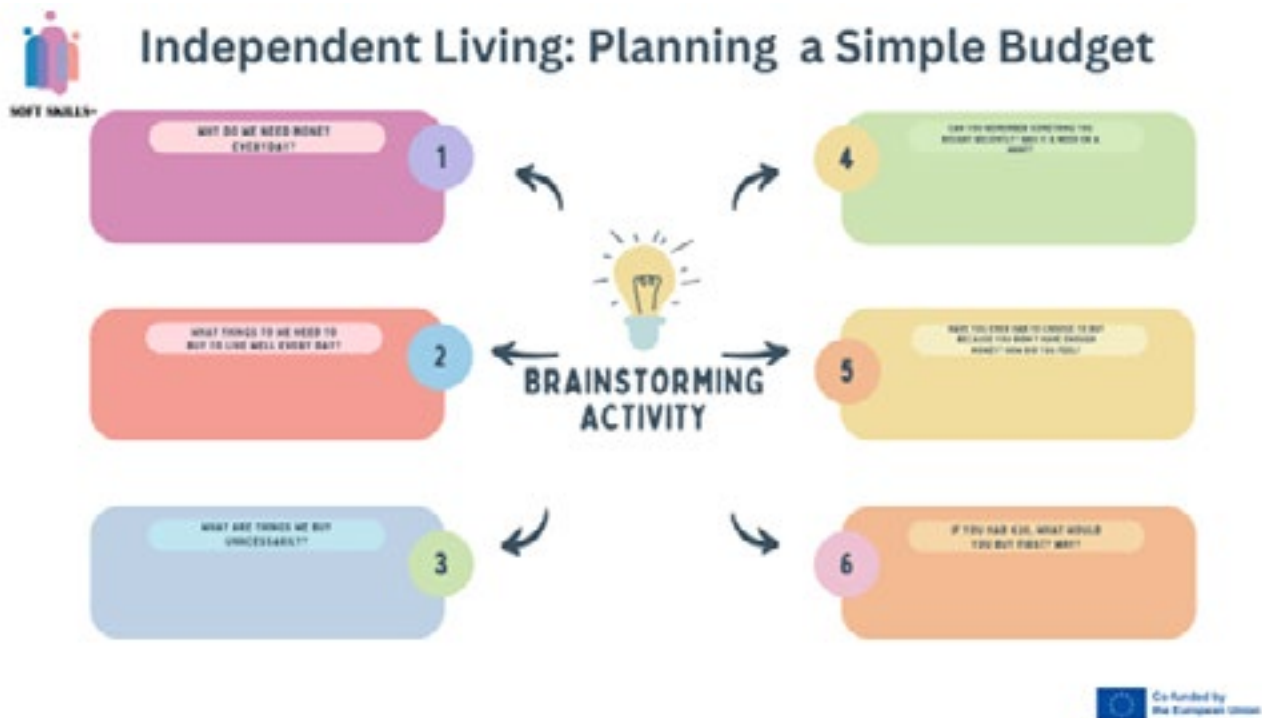 Independent Living: Planning a Simple Budget
SOFT SKILLS+
WHY DO WE NEED MONEY
EVERYDAY?
1
WHAT THINGS TO WE NEED TO
BUY TO LIVE WELL EVERY DAY?
2
WHAT ARE THINGS WE BUY
UNNCESSARILY?
3
BRAINSTORMING
ACTIVITY
4
CAN YOU REMEMBER SOMETHING YOU
BOUGHT RECENTLY? WAS IT A NEED OR A
WANT?
5
HAVE YOU EVER HAD TO CHOOSE TO BUY
BECAUSE YOU DIDN'T HAVE ENOUGH
MONEY? HOW DID YOU FEEL?
6
IF YOU HAD WHAT WOULD
YOU BUY FIRST? WHY?
Co-funded by
the European Union